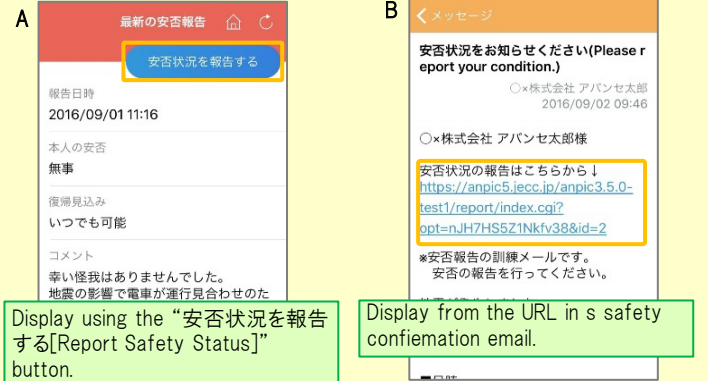 A
最新の安否報告
安否状況を報告する
報告日時
2016/09/01 11:16
本人の安否
無事
復帰見込み
いつでも可能
コメント
幸い怪我はありませんでした。
地震の影響で電車が運行見合わせのた
Display using the “安否状況を報告
する[Report Safety Status]”
button.
B
メッセージ
安否状況をお知らせください(Please r
eport your condition.)
○×株式会社 アバンセ太郎
2016/09/02 09:46
○×株式会社 アバンセ太郎様
安否状況の報告はこちらから↓
https://anpic5.jecc.jp/anpic3.5.0-
test1/report/index.cgi?
opt=nJH7HS5Z1Nkfv38&id=2
※安否報告の訓練メールです。
安否の報告を行ってください。
Display from the URL in s safety
confiemation email.